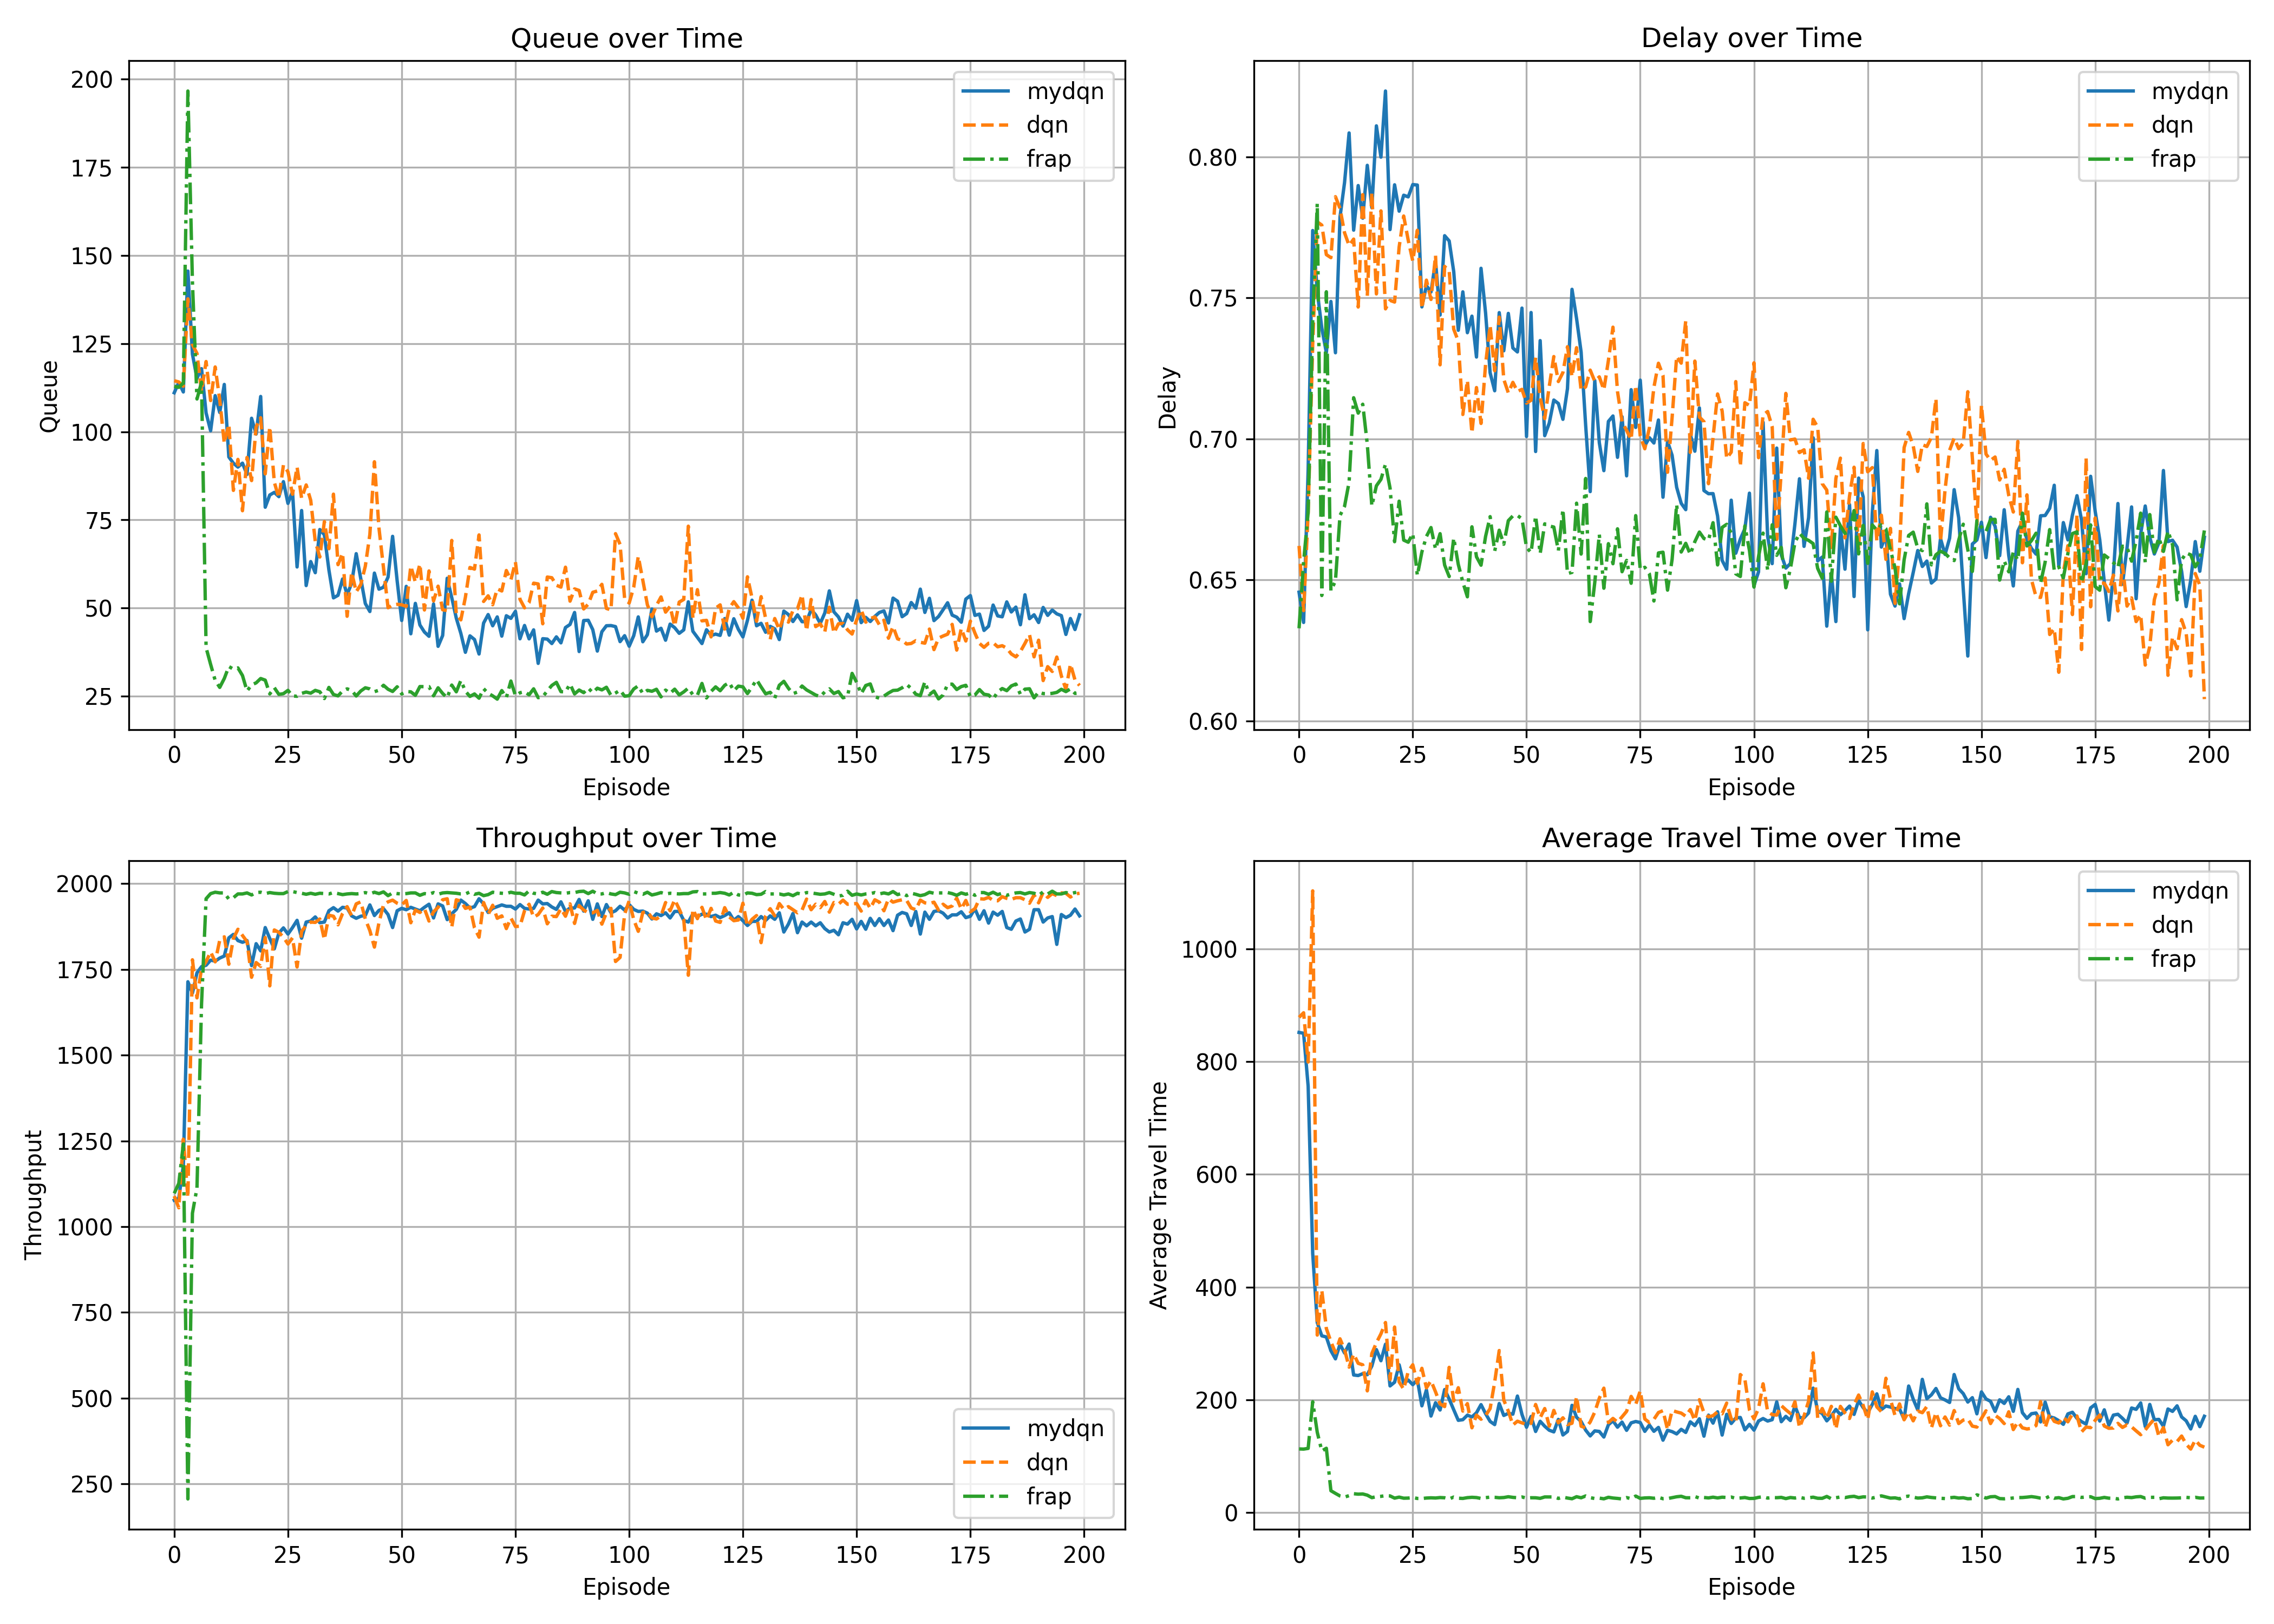 Queue over Time
Queue
200
175
150
125
100
75
50
25
0 25 50 75 100 125 150 175 200
Episode
mydqn
dqn
frap
Delay over Time
Delay
0.80
0.75
0.70
0.65
0.60
0 25 50 75 100 125 150 175 200
Episode
mydqn
dqn
frap
Throughput over Time
Throughput
2000
1750
1500
1250
1000
750
500
250
0 25 50 75 100 125 150 175 200
Episode
mydqn
dqn
frap
Average Travel Time over Time
Average Travel Time
1000
800
600
400
200
0
0 25 50 75 100 125 150 175 200
Episode
mydqn
dqn
frap